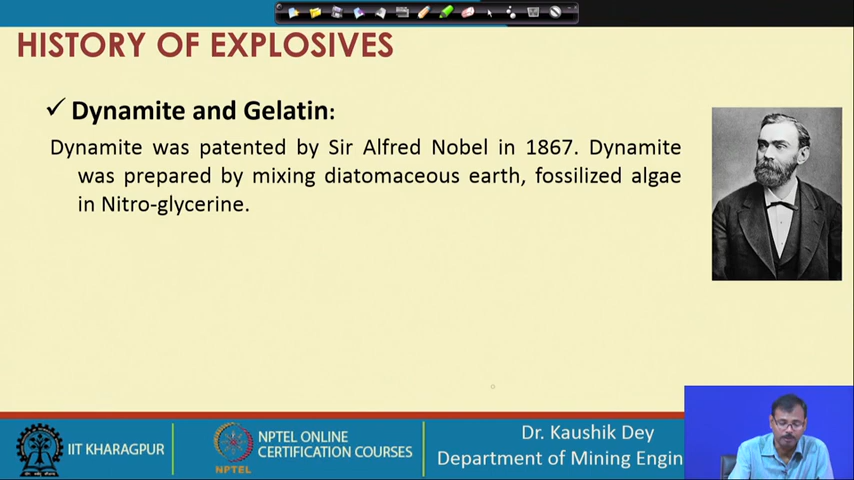 HISTORY OF EXPLOSIVES
✓ Dynamite and Gelatin:
Dynamite was patented by Sir Alfred Nobel in 1867. Dynamite
was prepared by mixing diatomaceous earth, fossilized algae
in Nitro-glycerine.
IIT KHARAGPUR
NPTEL
NPTEL ONLINE
CERTIFICATION COURSES
Dr. Kaushik Dey
Department of Mining Engin